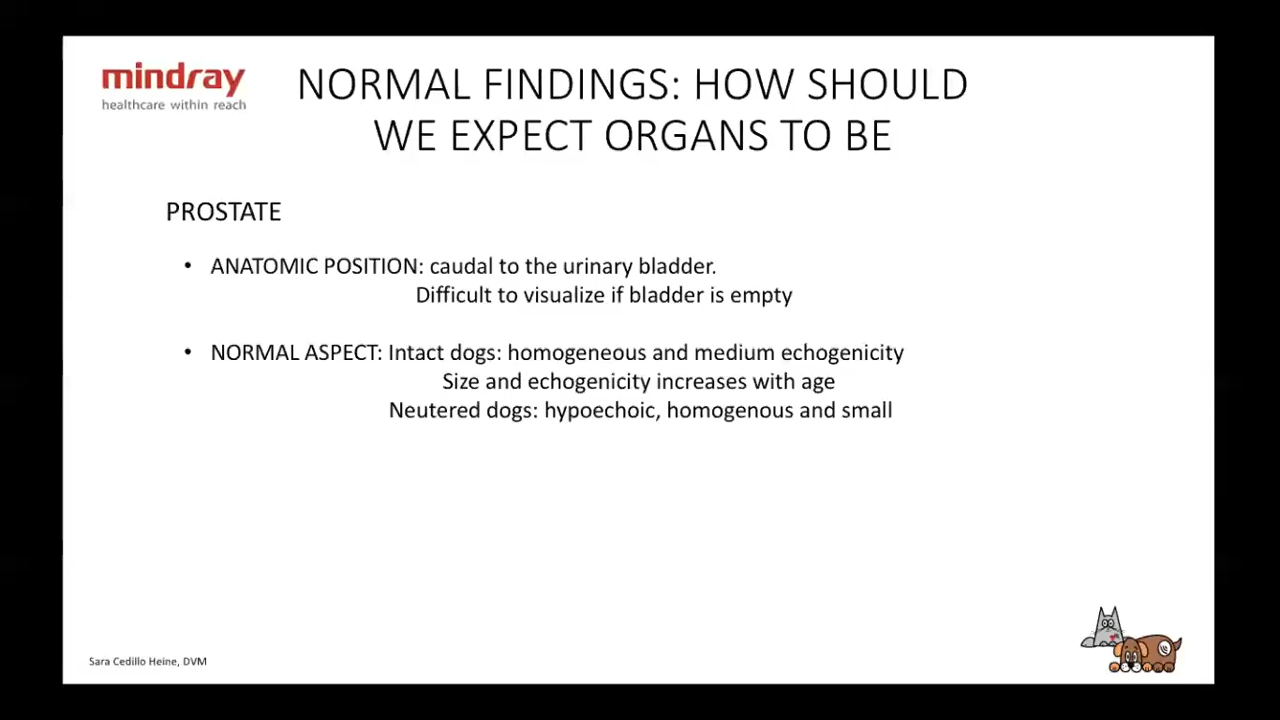 mindray
healthcare within reach
NORMAL FINDINGS: HOW SHOULD
WE EXPECT ORGANS TO BE
PROSTATE
• ANATOMIC POSITION: caudal to the urinary bladder.
Difficult to visualize if bladder is empty
• NORMAL ASPECT: Intact dogs: homogeneous and medium echogenicity
Size and echogenicity increases with age
Neutered dogs: hypoechoic, homogenous and small
Sara Cedillo Heine, DVM